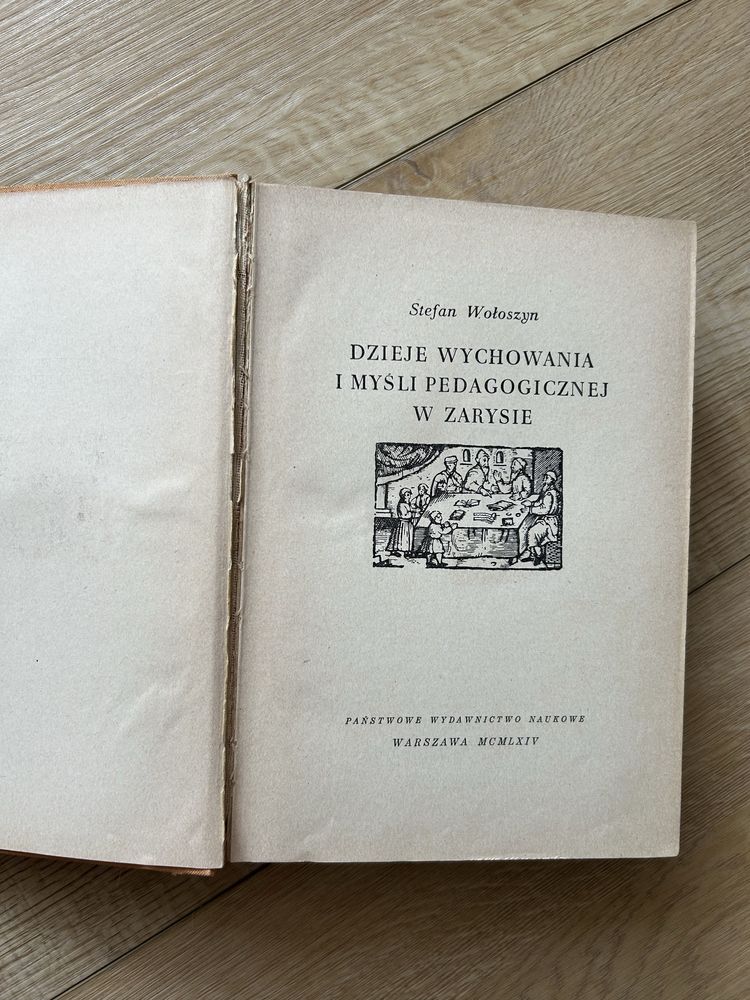 Stefan Wołoszyn
DZIEJE WYCHOWANIA
I MYŚLI PEDAGOGICZNEJ
W ZARYSIE
PAŃSTWOWE WYDAWNICTWO NAUKOWE
WARSZAWA MCMLXIV